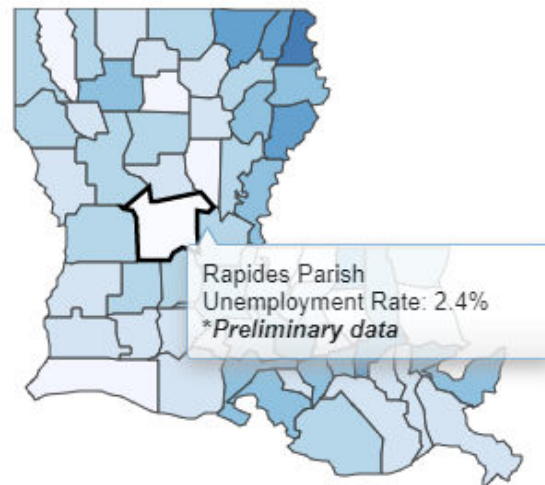 Rapides Parish
Unemployment Rate: 2.4%
*Preliminary data